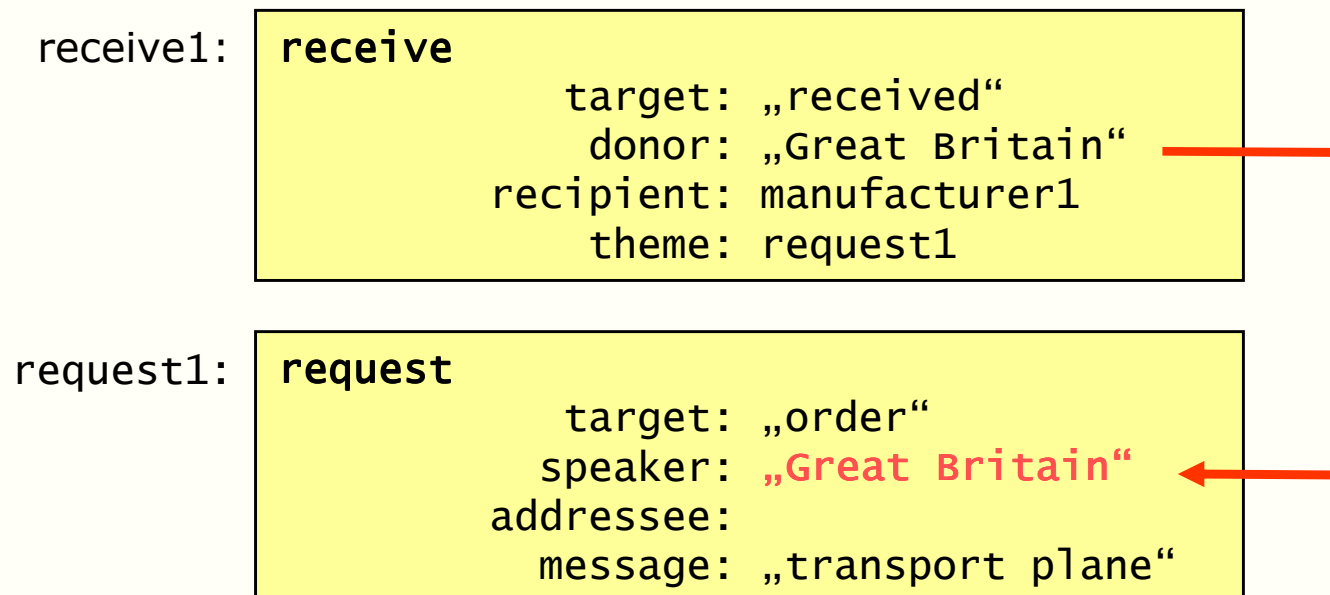 receive1: receive
target: „received“
donor: „Great Britain“
recipient: manufacturer1
theme: request1
request1: request
target: „order“
speaker: „Great Britain“
addressee:
message: „transport plane“